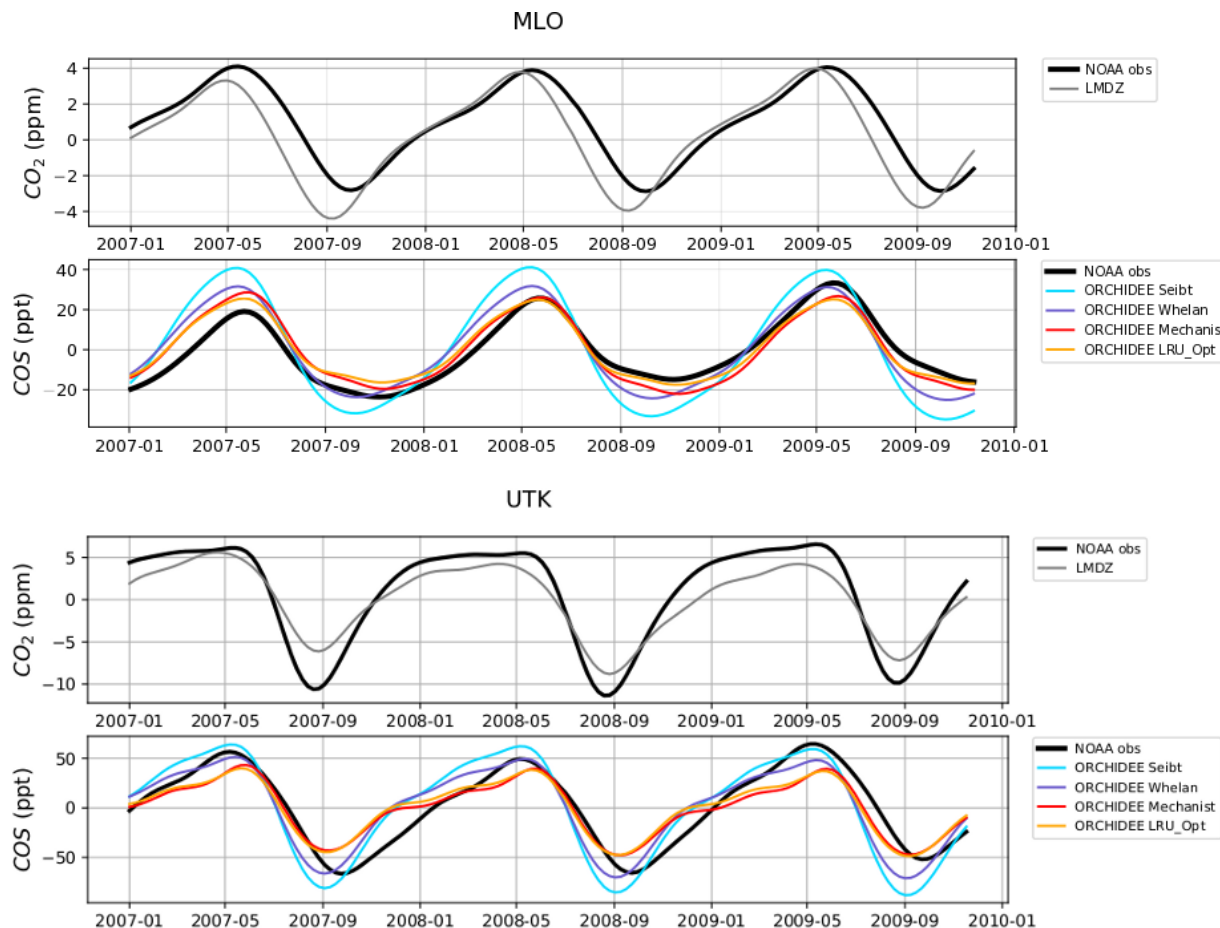 MLO
4
2
0
−2
−4
CO2 (ppm)
2007-01 2007-05 2007-09 2008-01 2008-05 2008-09 2009-01 2009-05 2009-09 2010-01
NOAA obs
LMDZ
40
20
0
−20
COS (ppt)
2007-01 2007-05 2007-09 2008-01 2008-05 2008-09 2009-01 2009-05 2009-09 2010-01
NOAA obs
ORCHIDEE Seibt
ORCHIDEE Whelan
ORCHIDEE Mechanist
ORCHIDEE LRU_Opt
UTK
5
0
−5
−10
CO2 (ppm)
2007-01 2007-05 2007-09 2008-01 2008-05 2008-09 2009-01 2009-05 2009-09 2010-01
NOAA obs
LMDZ
50
0
−50
COS (ppt)
2007-01 2007-05 2007-09 2008-01 2008-05 2008-09 2009-01 2009-05 2009-09 2010-01
NOAA obs
ORCHIDEE Seibt
ORCHIDEE Whelan
ORCHIDEE Mechanist
ORCHIDEE LRU_Opt